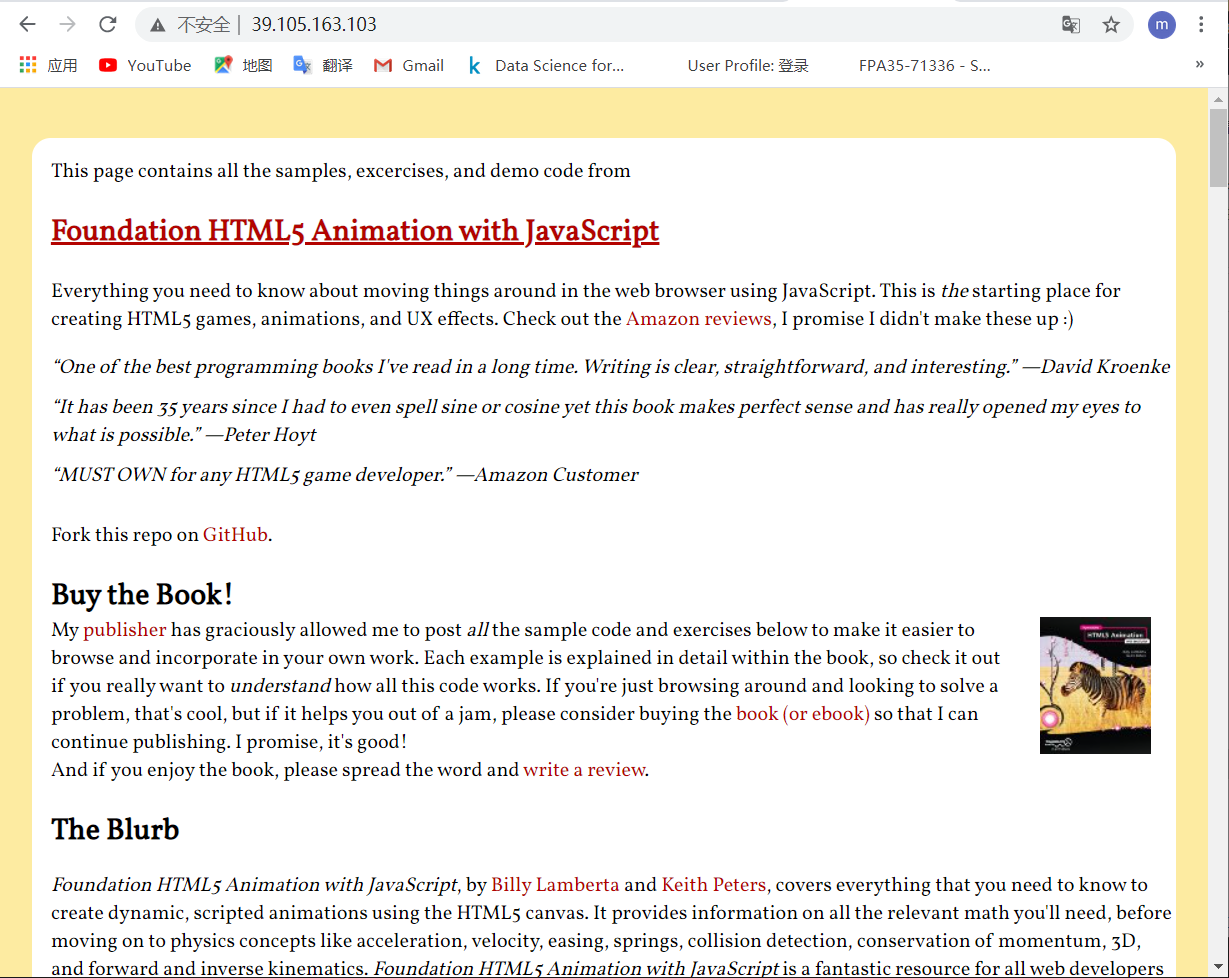 不安全 | 39.105.163.103
m
应用 YouTube 地图 翻译 Gmail Data Science for... User Profile: 登录 FPA35-71336 - S... »
This page contains all the samples, excercises, and demo code from
Foundation HTML5 Animation with JavaScript
Everything you need to know about moving things around in the web browser using JavaScript. This is the starting place for
creating HTML5 games, animations, and UX effects. Check out the Amazon reviews, I promise I didn't make these up :)
“One of the best programming books I've read in a long time. Writing is clear, straightforward, and interesting.” —David Kroenke
“It has been 35 years since I had to even spell sine or cosine yet this book makes perfect sense and has really opened my eyes to
what is possible.” —Peter Hoyt
“MUST OWN for any HTML5 game developer.” —Amazon Customer
Fork this repo on GitHub.
Buy the Book!
My publisher has graciously allowed me to post all the sample code and exercises below to make it easier to
browse and incorporate in your own work. Each example is explained in detail within the book, so check it out
if you really want to understand how all this code works. If you're just browsing around and looking to solve a
problem, that's cool, but if it helps you out of a jam, please consider buying the book (or ebook) so that I can
continue publishing. I promise, it's good!
HTML5 Animation
And if you enjoy the book, please spread the word and write a review.
The Blurb
Foundation HTML5 Animation with JavaScript, by Billy Lamberta and Keith Peters, covers everything that you need to know to
create dynamic, scripted animations using the HTML5 canvas. It provides information on all the relevant math you'll need, before
moving on to physics concepts like acceleration, velocity, easing, springs, collision detection, conservation of momentum, 3D,
and forward and inverse kinematics. Foundation HTML5 Animation with JavaScript is a fantastic resource for all web developers